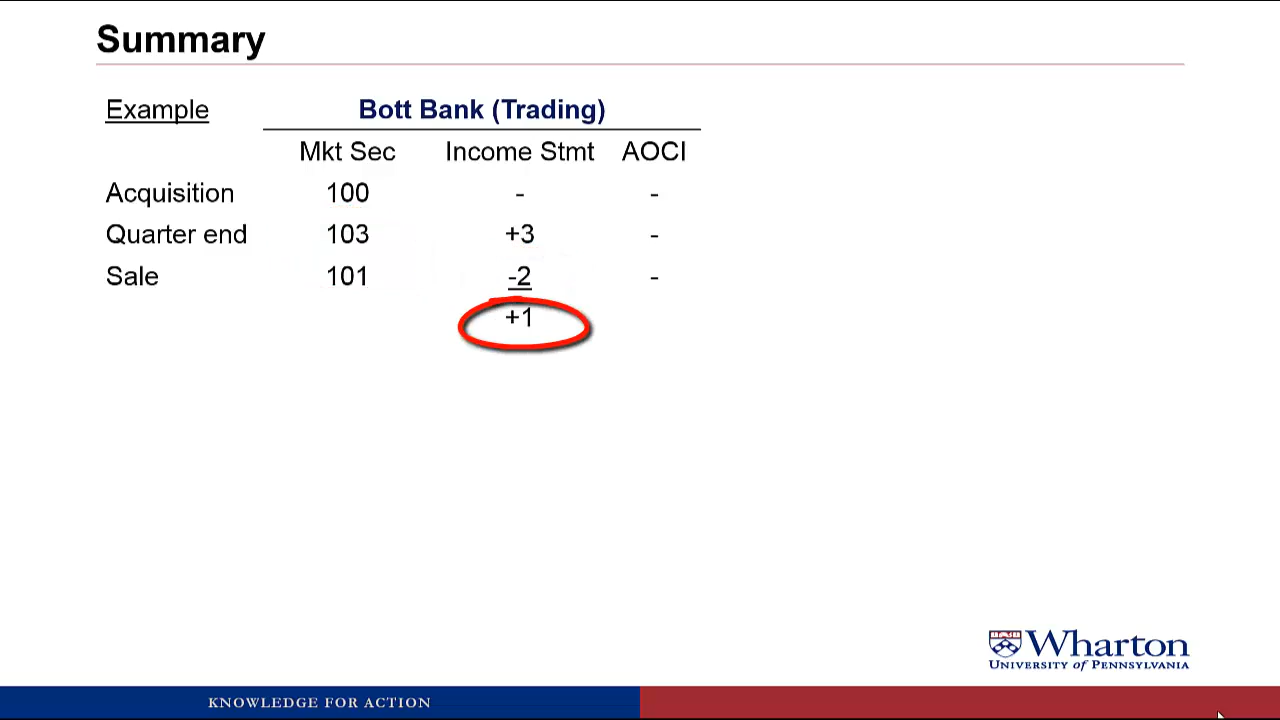 Summary
Example Bott Bank (Trading)
Mkt Sec Income Stmt AOCI
Acquisition 100 - -
Quarter end 103 +3 -
Sale 101 -2 -
+1
Wharton
UNIVERSITY of PENNSYLVANIA
KNOWLEDGE FOR ACTION